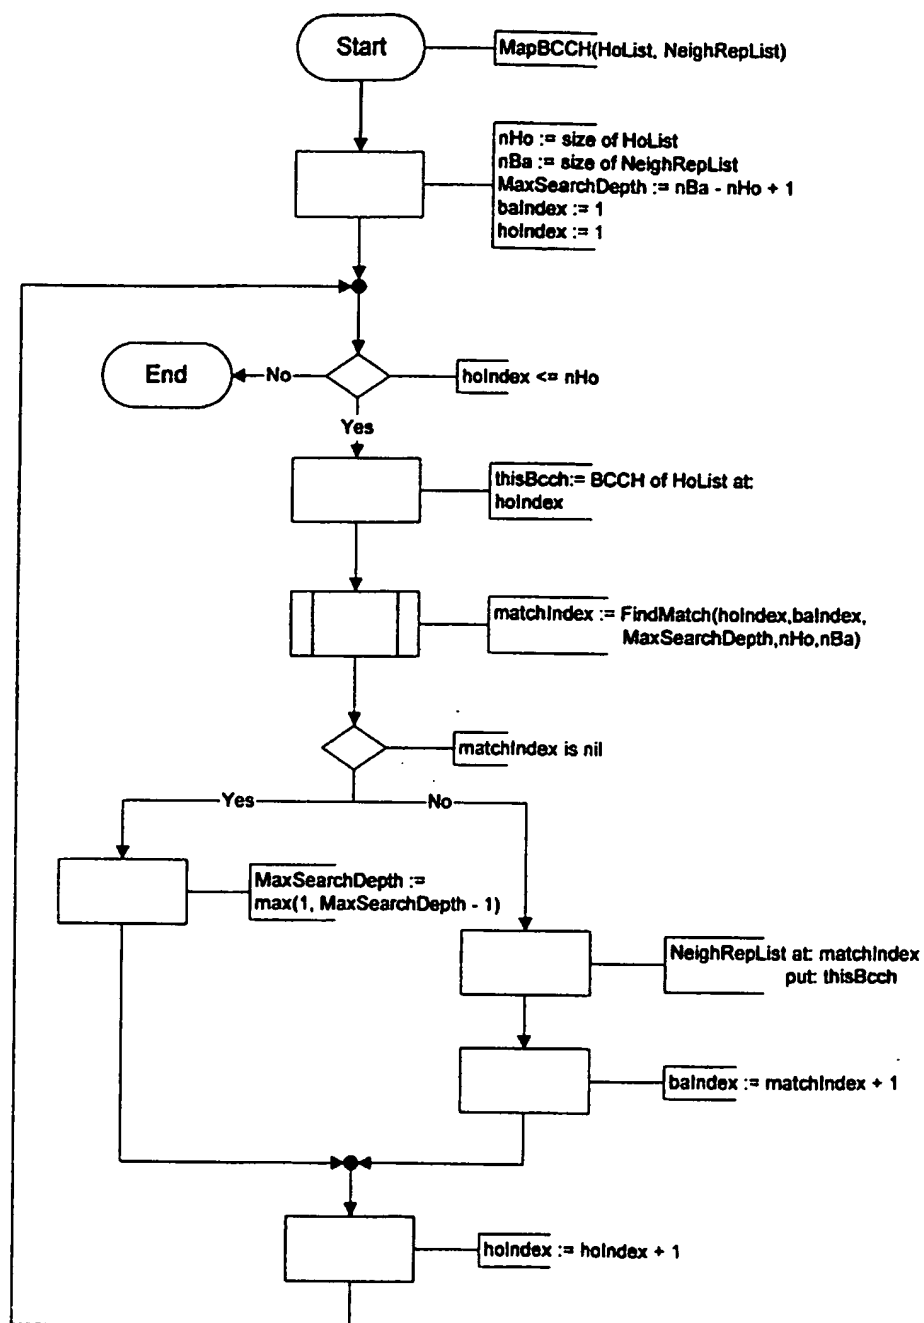 Start
MapBCCH(HoList, NeighRepList)
nHo := size of HoList
nBa := size of NeighRepList
MaxSearchDepth := nBa - nHo + 1
baIndex := 1
hoIndex := 1
End
No
hoIndex <= nHo
Yes
thisBcch:= BCCH of HoList at:
hoIndex
matchIndex := FindMatch(hoIndex,baIndex,
MaxSearchDepth,nHo,nBa)
matchIndex is nil
Yes
No
MaxSearchDepth :=
max(1, MaxSearchDepth - 1)
NeighRepList at: matchIndex
put: thisBcch
baIndex := matchIndex + 1
hoIndex := hoIndex + 1